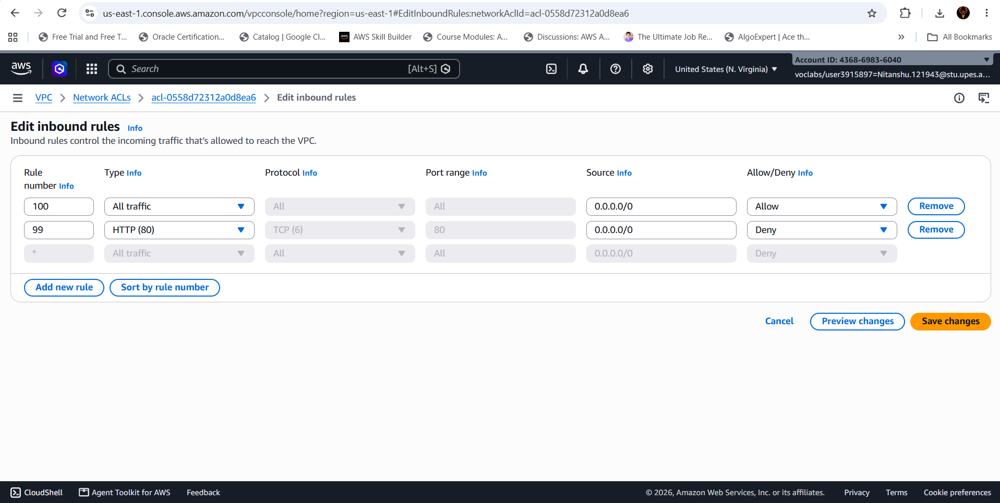 us-east-1.console.aws.amazon.com/vpcconsole/home?region=us-east-1#EditInboundRules:networkAclId=acl-0558d72312a0d8ea6
Free Trial and Free T... Oracle Certification... Catalog | Google Cl... aws AWS Skill Builder Course Modules: A... Discussions: AWS A... The Ultimate Job Re... AlgoExpert | Ace th... » All Bookmarks
aws Search [Alt+S] United States (N. Virginia) Account ID: 4368-6983-6040
voclabs/user3915897=Nitanshu.121943@stu.upes.a...
VPC > Network ACLs > acl-0558d72312a0d8ea6 > Edit inbound rules
Edit inbound rules Info
Inbound rules control the incoming traffic that's allowed to reach the VPC.
Rule number Info Type Info Protocol Info Port range Info Source Info Allow/Deny Info
100 All traffic All All 0.0.0.0/0 Allow Remove
99 HTTP (80) TCP (6) 80 0.0.0.0/0 Deny Remove
* All traffic All All 0.0.0.0/0 Deny
Add new rule Sort by rule number
Cancel Preview changes Save changes
CloudShell Agent Toolkit for AWS Feedback © 2026, Amazon Web Services, Inc. or its affiliates. Privacy Terms Cookie preferences